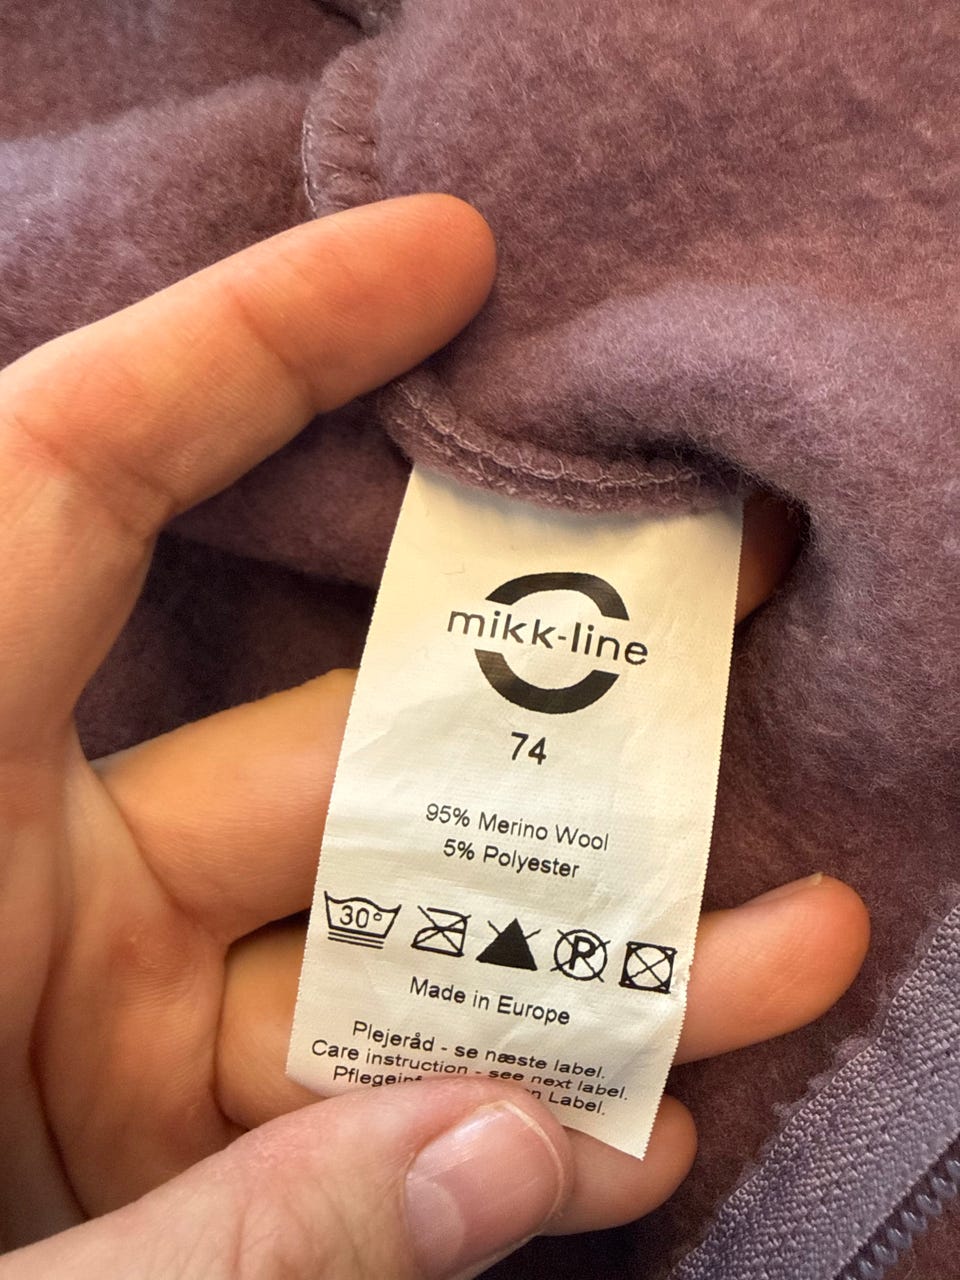 mikk-line
74
95% Merino Wool
5% Polyester
30°
P
Made in Europe
Plejeråd - se næste label.
Care instruction - see next label.
Label.